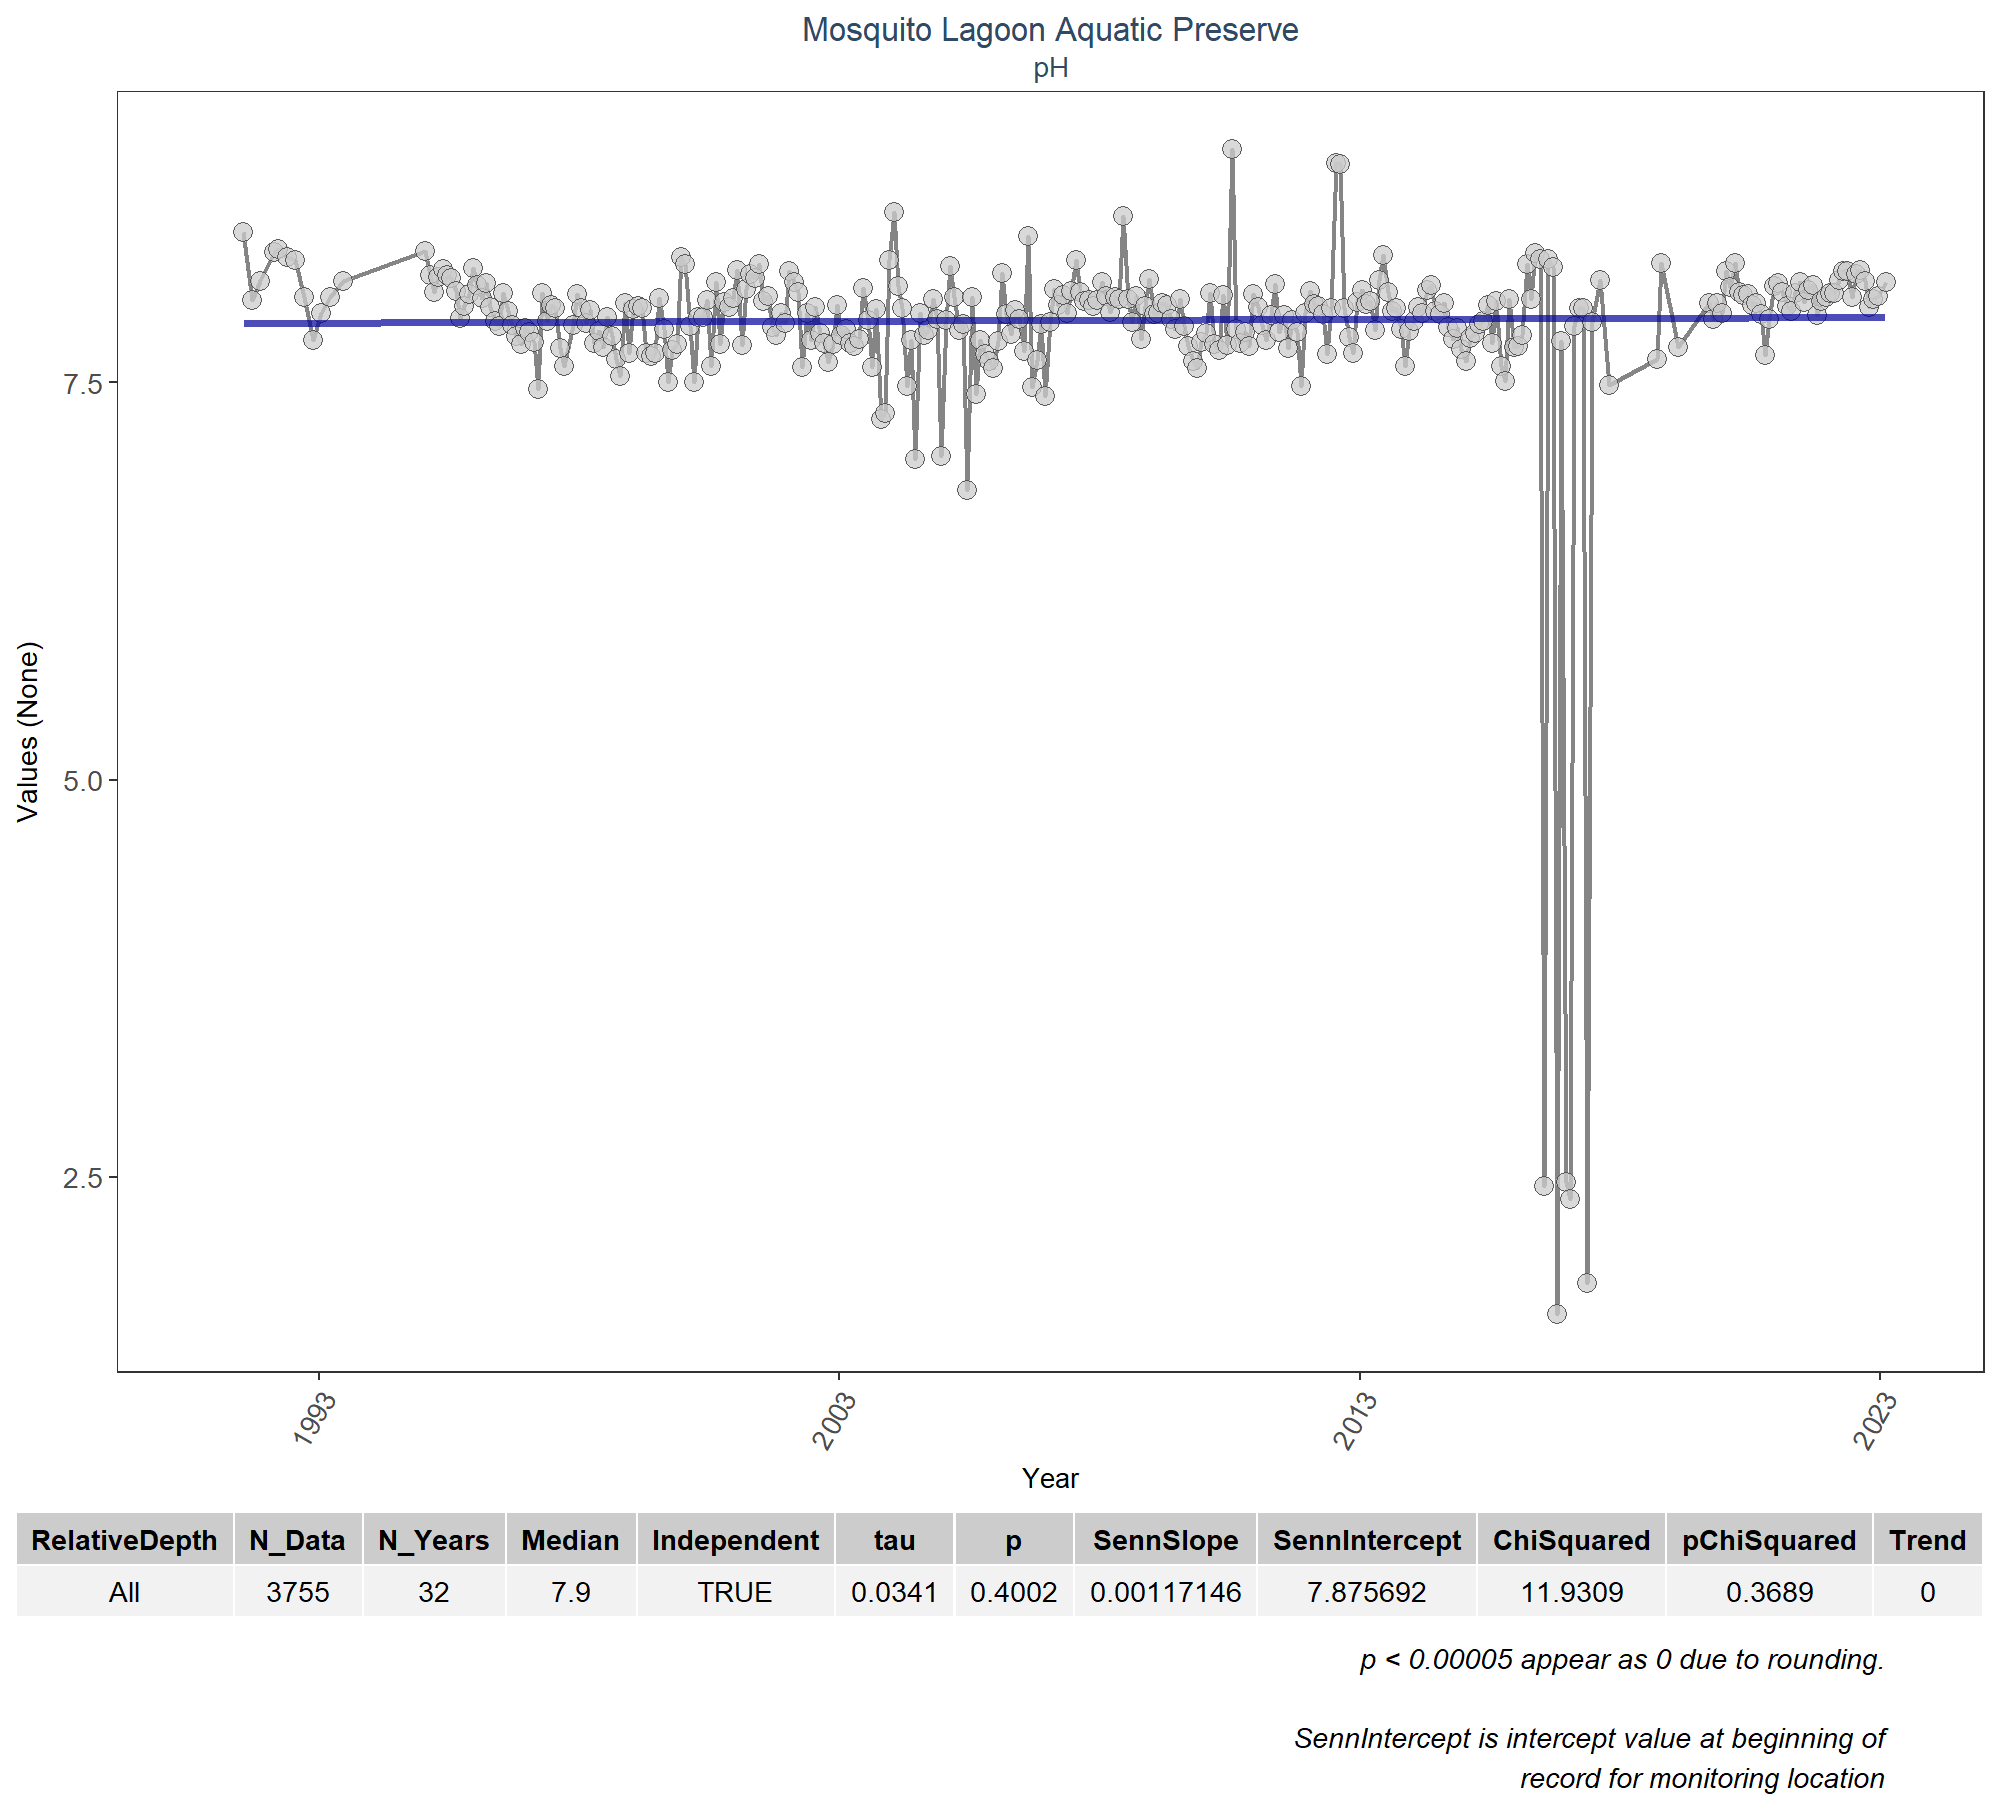 Mosquito Lagoon Aquatic Preserve
pH
Values (None)
7.5
5.0
2.5
1993
2003
2013
2023
Year
RelativeDepth N_Data N_Years Median Independent tau p SennSlope SennIntercept ChiSquared pChiSquared Trend
All 3755 32 7.9 TRUE 0.0341 0.4002 0.00117146 7.875692 11.9309 0.3689 0
p < 0.00005 appear as 0 due to rounding.
SennIntercept is intercept value at beginning of
record for monitoring location